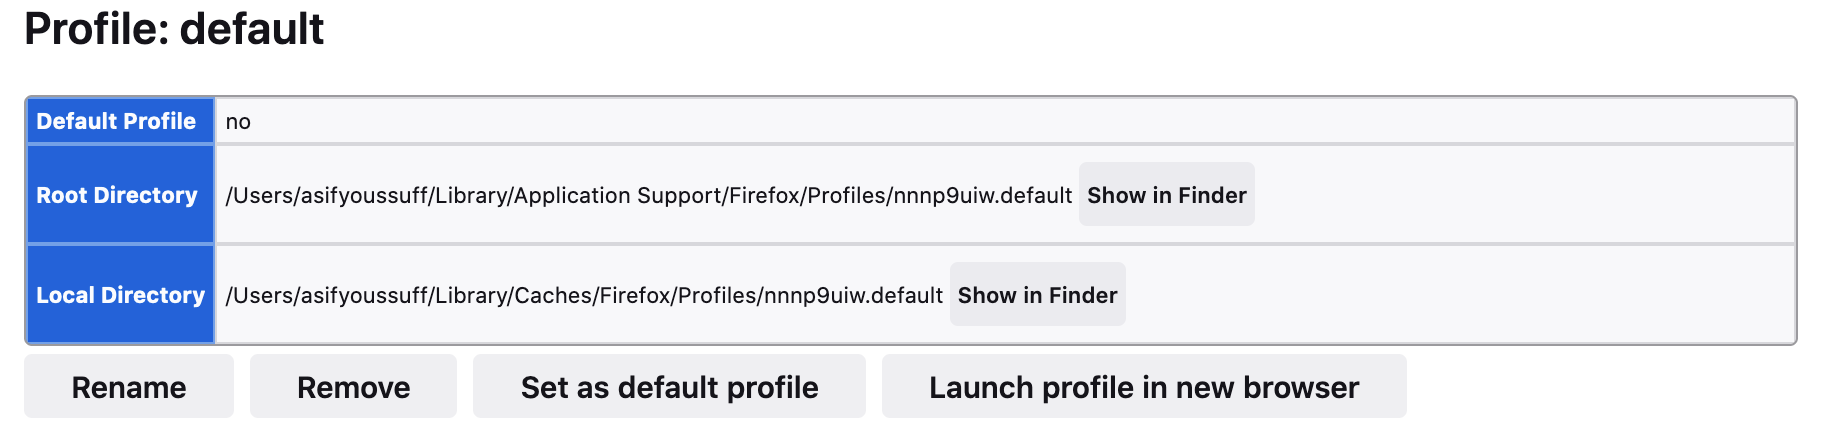 Profile: default
Default Profile no
Root Directory /Users/asifyoussuff/Library/Application Support/Firefox/Profiles/nnnp9uiw.default Show in Finder
Local Directory /Users/asifyoussuff/Library/Caches/Firefox/Profiles/nnnp9uiw.default Show in Finder
Rename Remove Set as default profile Launch profile in new browser